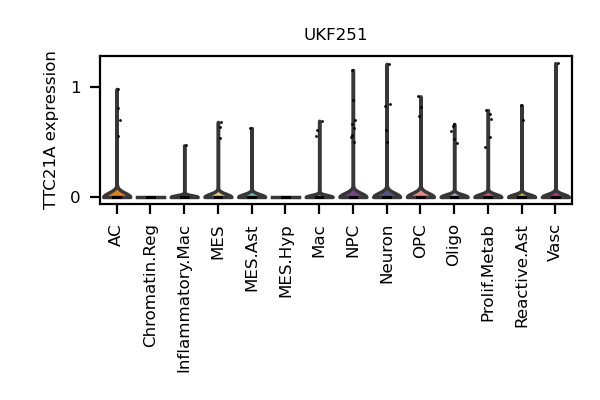 UKF251
TTC21A expression
1
0
AC
Chromatin.Reg
Inflammatory.Mac
MES
MES.Ast
MES.Hyp
Mac
NPC
Neuron
OPC
Oligo
Prolif.Metab
Reactive.Ast
Vasc